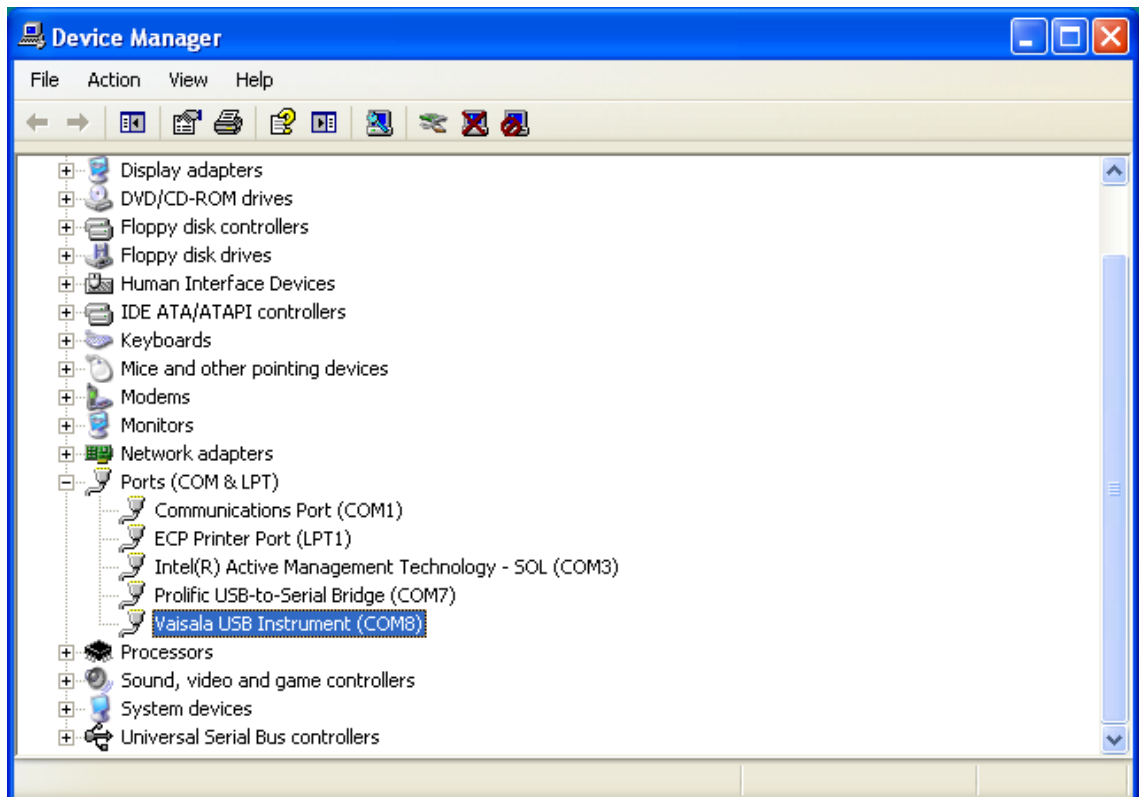 Device Manager
File Action View Help
Display adapters
DVD/CD-ROM drives
Floppy disk controllers
Floppy disk drives
Human Interface Devices
IDE ATA/ATAPI controllers
Keyboards
Mice and other pointing devices
Modems
Monitors
Network adapters
Ports (COM & LPT)
Communications Port (COM1)
ECP Printer Port (LPT1)
Intel(R) Active Management Technology - SOL (COM3)
Prolific USB-to-Serial Bridge (COM7)
Vaisala USB Instrument (COM8)
Processors
Sound, video and game controllers
System devices
Universal Serial Bus controllers